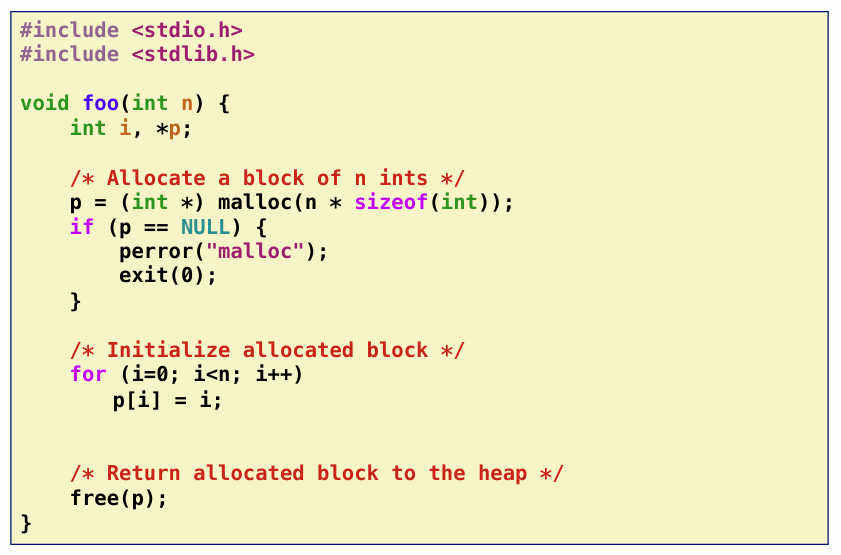 #include <stdio.h>
#include <stdlib.h>
void foo(int n) {
    int i, *p;
    /* Allocate a block of n ints */
    p = (int *) malloc(n * sizeof(int));
    if (p == NULL) {
        perror("malloc");
        exit(0);
    }
    /* Initialize allocated block */
    for (i=0; i<n; i++)
        p[i] = i;
    /* Return allocated block to the heap */
    free(p);
}